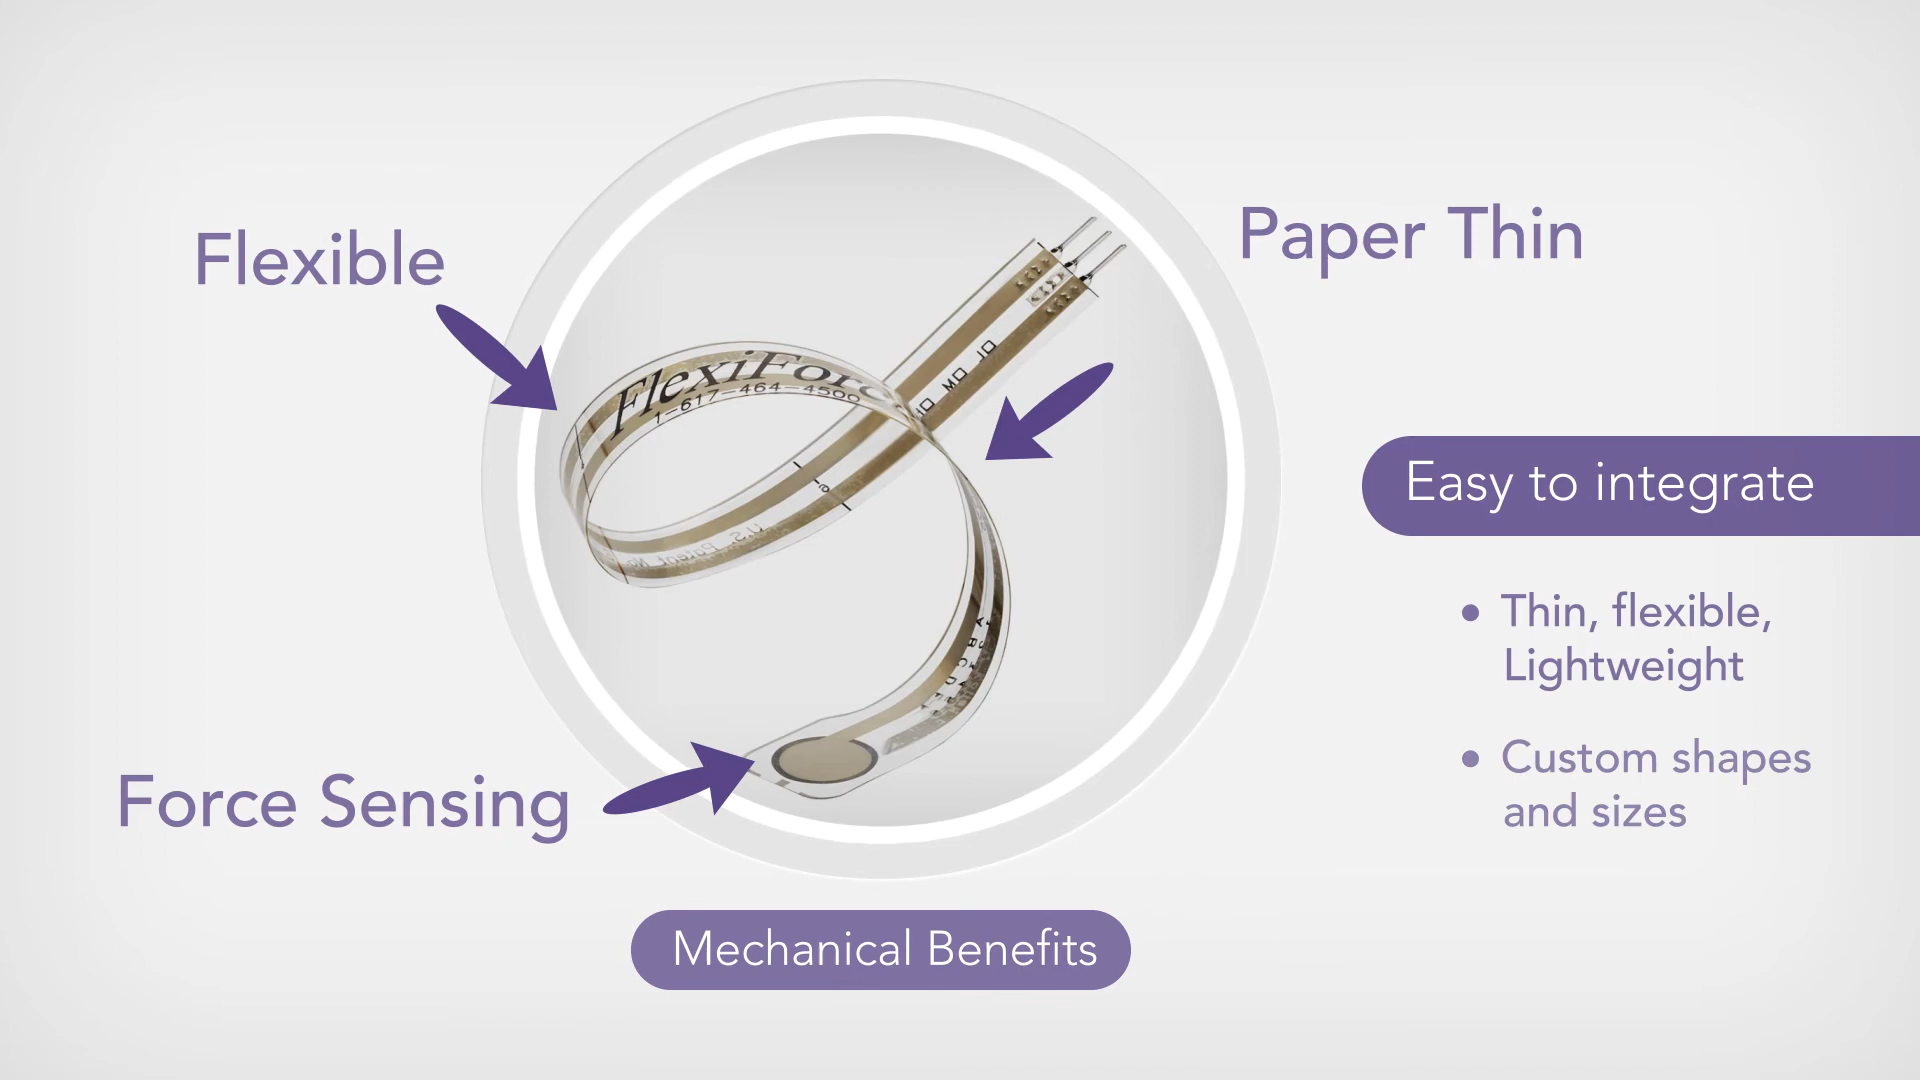 Flexible
Paper Thin
FlexiForc
1-617-464-4500
Easy to integrate
• Thin, flexible,
Lightweight
• Custom shapes
and sizes
Force Sensing
Mechanical Benefits